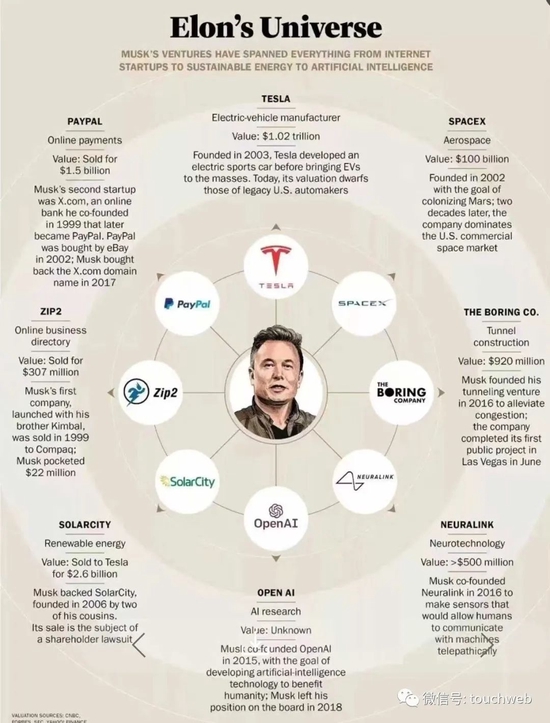 Elon's Universe
MUSK'S VENTURES HAVE SPANNED EVERYTHING FROM INTERNET
STARTUPS TO SUSTAINABLE ENERGY TO ARTIFICIAL INTELLIGENCE
TESLA
Electric-vehicle manufacturer
Value: $1.02 trillion
Founded in 2003, Tesla developed an
electric sports car before bringing EVs
to the masses. Today, its valuation dwarfs
those of legacy U.S. automakers
PAYPAL
Online payments
Value: Sold for
$1.5 billion
Musk's second startup
was X.com, an online
bank he co-founded
in 1999 that later
became PayPal. PayPal
was bought by eBay
in 2002; Musk bought
back the X.com domain
name in 2017
SPACEX
Aerospace
Value: $100 billion
Founded in 2002
with the goal of
colonizing Mars; two
decades later, the
company dominates
the U.S. commercial
space market
TESLA
PayPal
SPACEX
ZIP2
Online business
directory
Value: Sold for
$307 million
Musk's first
company,
launched with his
brother Kimbal,
was sold in 1999
to Compaq;
Musk pocketed
$22 million
Zip2
THE
BORING
COMPANY
THE BORING CO.
Tunnel
construction
Value: $920 million
Musk founded his
tunneling venture
in 2016 to alleviate
congestion;
the company
completed its first
public project in
Las Vegas in June
SolarCity
NEURALINK
OpenAI
SOLARCITY
Renewable energy
Value: Sold to Tesla
for $2.6 billion
Musk backed SolarCity,
founded in 2006 by two
of his cousins.
Its sale is the subject of
a shareholder lawsuit
NEURALINK
Neurotechnology
Value: >$500 million
Musk co-founded
Neuralink in 2016 to
make sensors that
would allow humans
to communicate
with machines
telepathically
OPEN AI
AI research
Value: Unknown
Musk co-founded OpenAI
in 2015, with the goal of
developing artificial-intelligence
technology to benefit
humanity; Musk left his
position on the board in 2018
VALUATION SOURCES: CNBC,
FORBES, SEC, YAHOO! FINANCE
微信号: touchweb